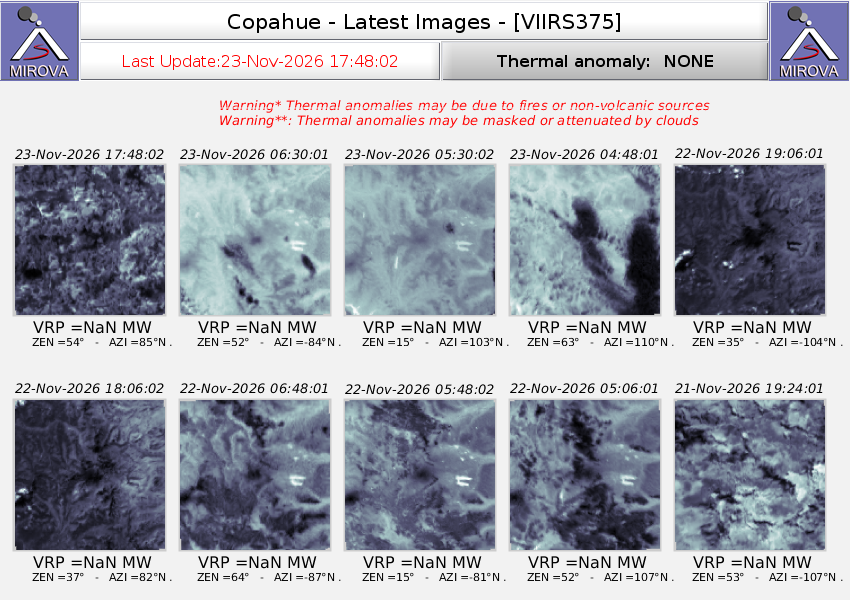 Copahue - Latest Images - [VIIRS375]
MIROVA
Last Update:23-Nov-2026 17:48:02
Thermal anomaly: NONE
MIROVA
Warning* Thermal anomalies may be due to fires or non-volcanic sources
Warning**: Thermal anomalies may be masked or attenuated by clouds
23-Nov-2026 17:48:02
23-Nov-2026 06:30:01
23-Nov-2026 05:30:02
23-Nov-2026 04:48:01
22-Nov-2026 19:06:01
VRP =NaN MW
VRP =NaN MW
VRP =NaN MW
VRP =NaN MW
VRP =NaN MW
ZEN =54° - AZI =85°N .
ZEN =52° - AZI =-84°N .
ZEN =15° - AZI =103°N .
ZEN =63° - AZI =110°N .
ZEN =35° - AZI =-104°N .
22-Nov-2026 18:06:02
22-Nov-2026 06:48:01
22-Nov-2026 05:48:02
22-Nov-2026 05:06:01
21-Nov-2026 19:24:01
VRP =NaN MW
VRP =NaN MW
VRP =NaN MW
VRP =NaN MW
VRP =NaN MW
ZEN =37° - AZI =82°N .
ZEN =64° - AZI =-87°N .
ZEN =15° - AZI =-81°N .
ZEN =52° - AZI =107°N .
ZEN =53° - AZI =-107°N .